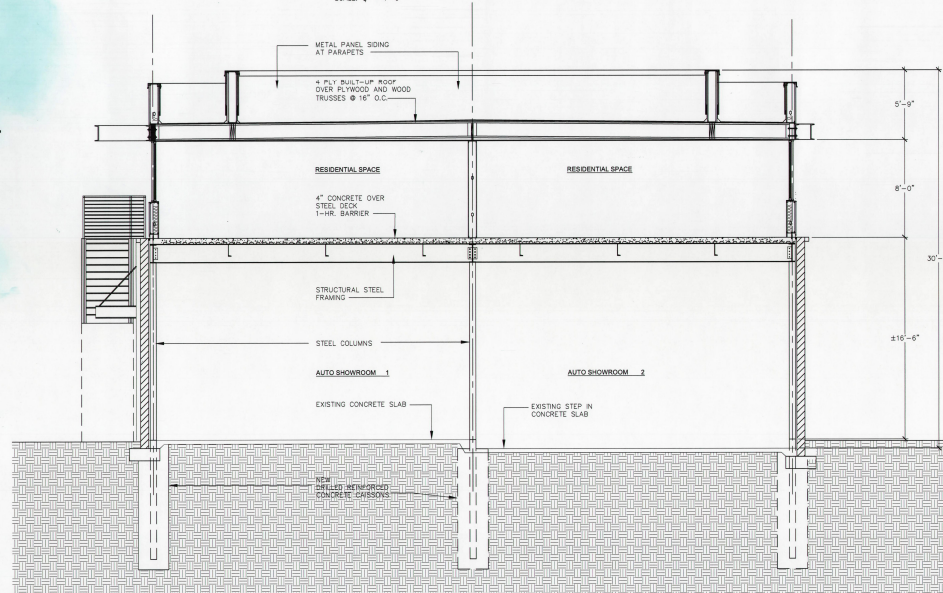 METAL PANEL SIDING
AT PARAPETS
4 PLY BUILT-UP ROOF
OVER PLYWOOD AND WOOD
TRUSSES @ 16" O.C.
5'-9"
RESIDENTIAL SPACE
RESIDENTIAL SPACE
8'-0"
4" CONCRETE OVER
STEEL DECK
1-HR. BARRIER
30'-
STRUCTURAL STEEL
FRAMING
±16'-6"
STEEL COLUMNS
AUTO SHOWROOM 1
AUTO SHOWROOM 2
EXISTING CONCRETE SLAB
EXISTING STEP IN
CONCRETE SLAB
NEW
DRILLED REINFORCED
CONCRETE CAISSONS